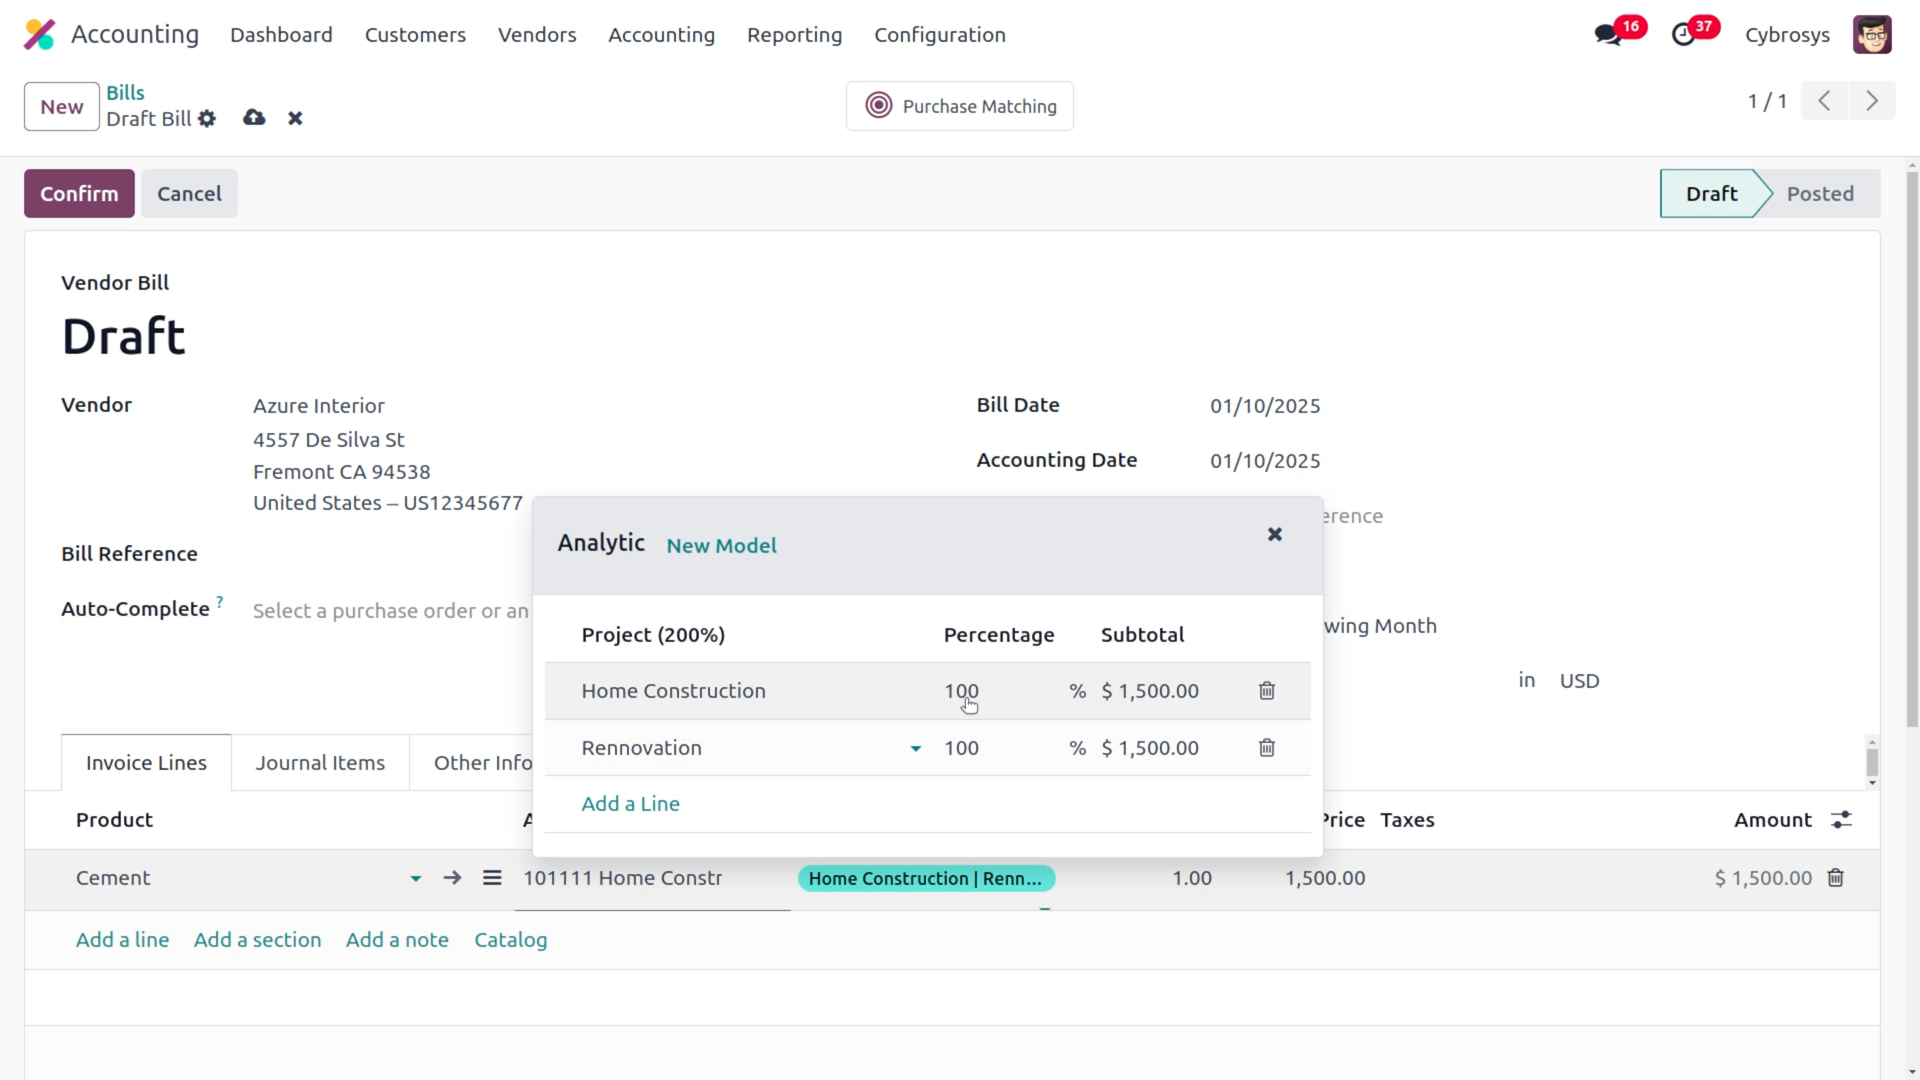 Accounting Dashboard Customers Vendors Accounting Reporting Configuration 16 37 Cybrosys
New Bills
Draft Bill
Purchase Matching
1 / 1
Confirm Cancel Draft Posted
Vendor Bill
Draft
Vendor Azure Interior Bill Date 01/10/2025
4557 De Silva St
Fremont CA 94538 Accounting Date 01/10/2025
United States – US12345677
erence
Analytic New Model
Bill Reference
Auto-Complete ? Select a purchase order or an
wing Month
Project (200%) Percentage Subtotal
in USD
Home Construction 100 % $ 1,500.00
Rennovation 100 % $ 1,500.00
Invoice Lines Journal Items Other Info
Add a Line
Product A Price Taxes Amount
Cement 101111 Home Constr Home Construction | Renn... 1.00 1,500.00 $ 1,500.00
Add a line Add a section Add a note Catalog